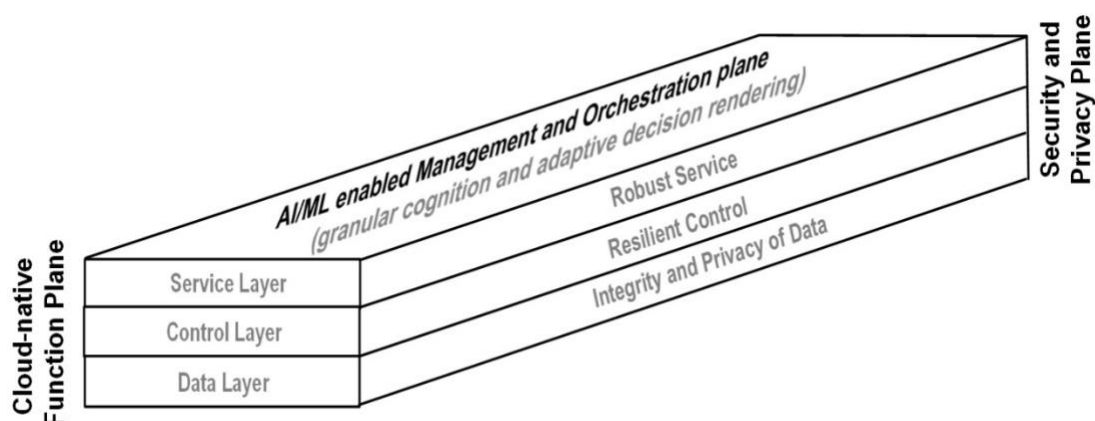 AI/ML enabled Management and Orchestration plane
(granular cognition and adaptive decision rendering)
Security and
Privacy Plane
Robust Service
Resilient Control
Integrity and Privacy of Data
Cloud-native
Function Plane
Service Layer
Control Layer
Data Layer